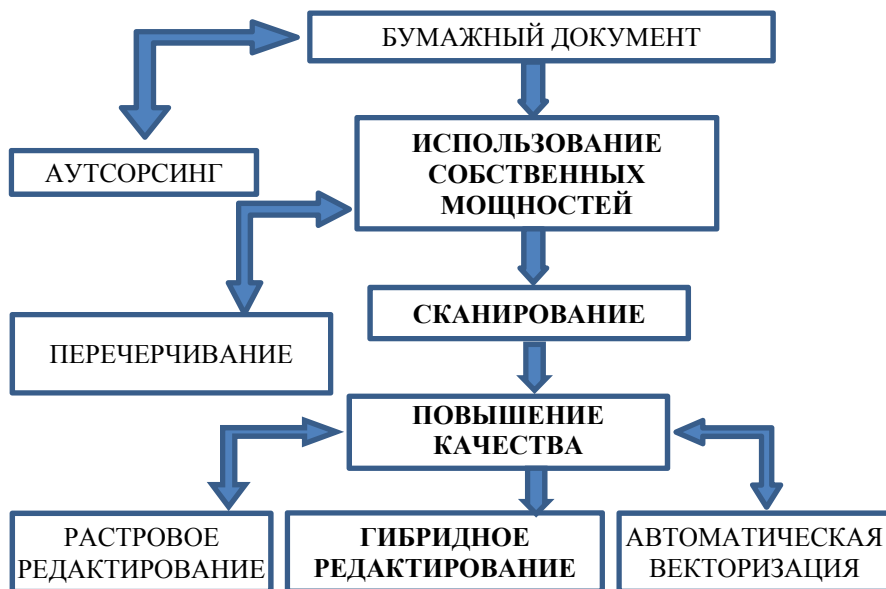 БУМАЖНЫЙ ДОКУМЕНТ
ИСПОЛЬЗОВАНИЕ
СОБСТВЕННЫХ
МОЩНОСТЕЙ
АУТСОРСИНГ
СКАНИРОВАНИЕ
ПЕРЕЧЕРЧИВАНИЕ
ПОВЫШЕНИЕ
КАЧЕСТВА
РАСТРОВОЕ
РЕДАКТИРОВАНИЕ
ГИБРИДНОЕ
РЕДАКТИРОВАНИЕ
АВТОМАТИЧЕСКАЯ
ВЕКТОРИЗАЦИЯ